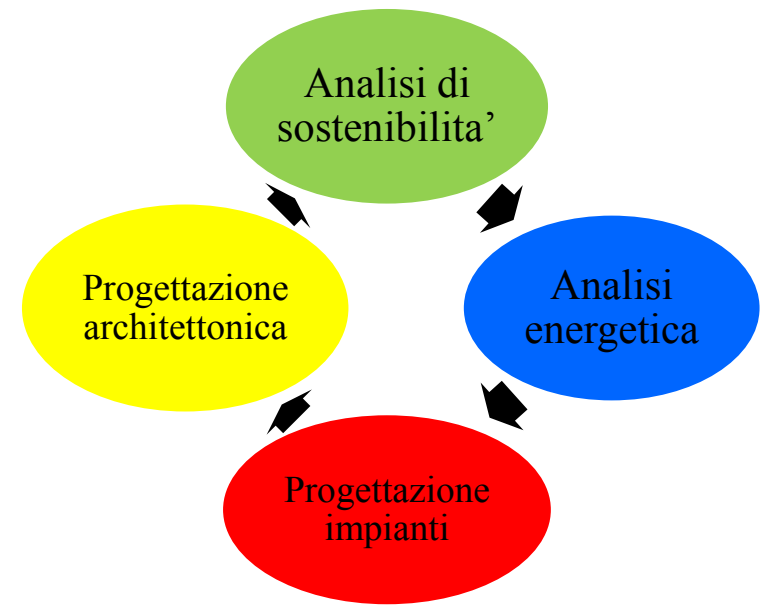 Analisi di
sostenibilita’
Analisi
energetica
Progettazione
architettonica
Progettazione
impianti